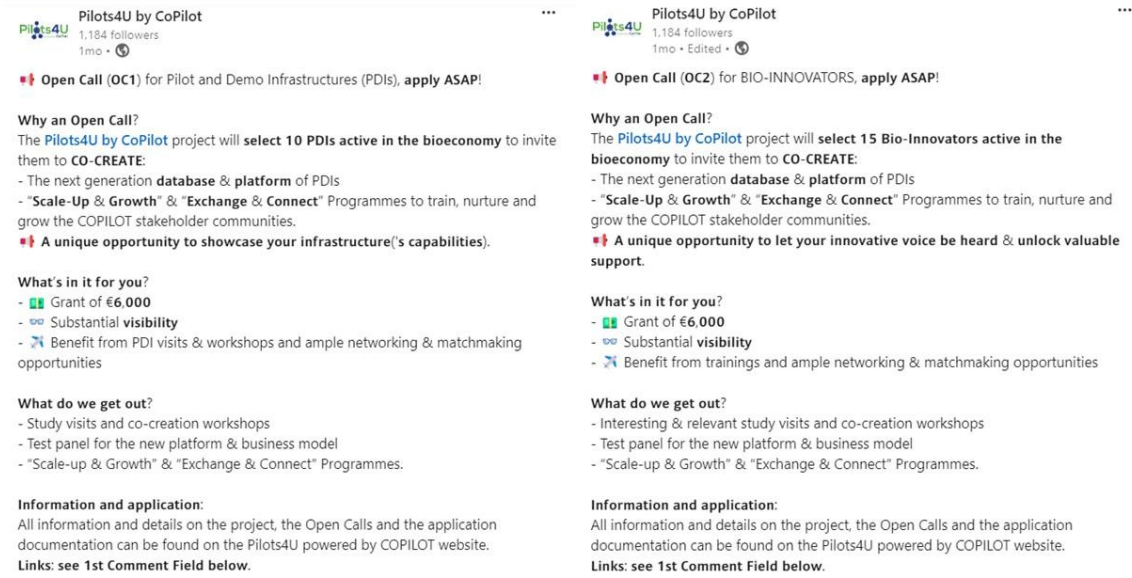 Pilots4U
Pilots4U by CoPilot
1,184 followers
1mo •
Open Call (OC1) for Pilot and Demo Infrastructures (PDIs), apply ASAP!
Why an Open Call?
The Pilots4U by CoPilot project will select 10 PDIs active in the bioeconomy to invite
them to CO-CREATE:
- The next generation database & platform of PDIs
- “Scale-Up & Growth” & “Exchange & Connect” Programmes to train, nurture and
grow the COPILOT stakeholder communities.
A unique opportunity to showcase your infrastructure('s capabilities).
What's in it for you?
- 💶 Grant of €6,000
- 👓 Substantial visibility
- ✈️ Benefit from PDI visits & workshops and ample networking & matchmaking
opportunities
What do we get out?
- Study visits and co-creation workshops
- Test panel for the new platform & business model
- “Scale-up & Growth” & “Exchange & Connect” Programmes.
Information and application:
All information and details on the project, the Open Calls and the application
documentation can be found on the Pilots4U powered by COPILOT website.
Links: see 1st Comment Field below.
Pilots4U
Pilots4U by CoPilot
1,184 followers
1mo • Edited •
Open Call (OC2) for BIO-INNOVATORS, apply ASAP!
Why an Open Call?
The Pilots4U by CoPilot project will select 15 Bio-Innovators active in the
bioeconomy to invite them to CO-CREATE:
- The next generation database & platform of PDIs
- “Scale-Up & Growth” & “Exchange & Connect” Programmes to train, nurture and
grow the COPILOT stakeholder communities.
A unique opportunity to let your innovative voice be heard & unlock valuable
support.
What's in it for you?
- 💶 Grant of €6,000
- 👓 Substantial visibility
- ✈️ Benefit from trainings and ample networking & matchmaking opportunities
What do we get out?
- Interesting & relevant study visits and co-creation workshops
- Test panel for the new platform & business model
- “Scale-up & Growth” & “Exchange & Connect” Programmes.
Information and application:
All information and details on the project, the Open Calls and the application
documentation can be found on the Pilots4U powered by COPILOT website.
Links: see 1st Comment Field below.